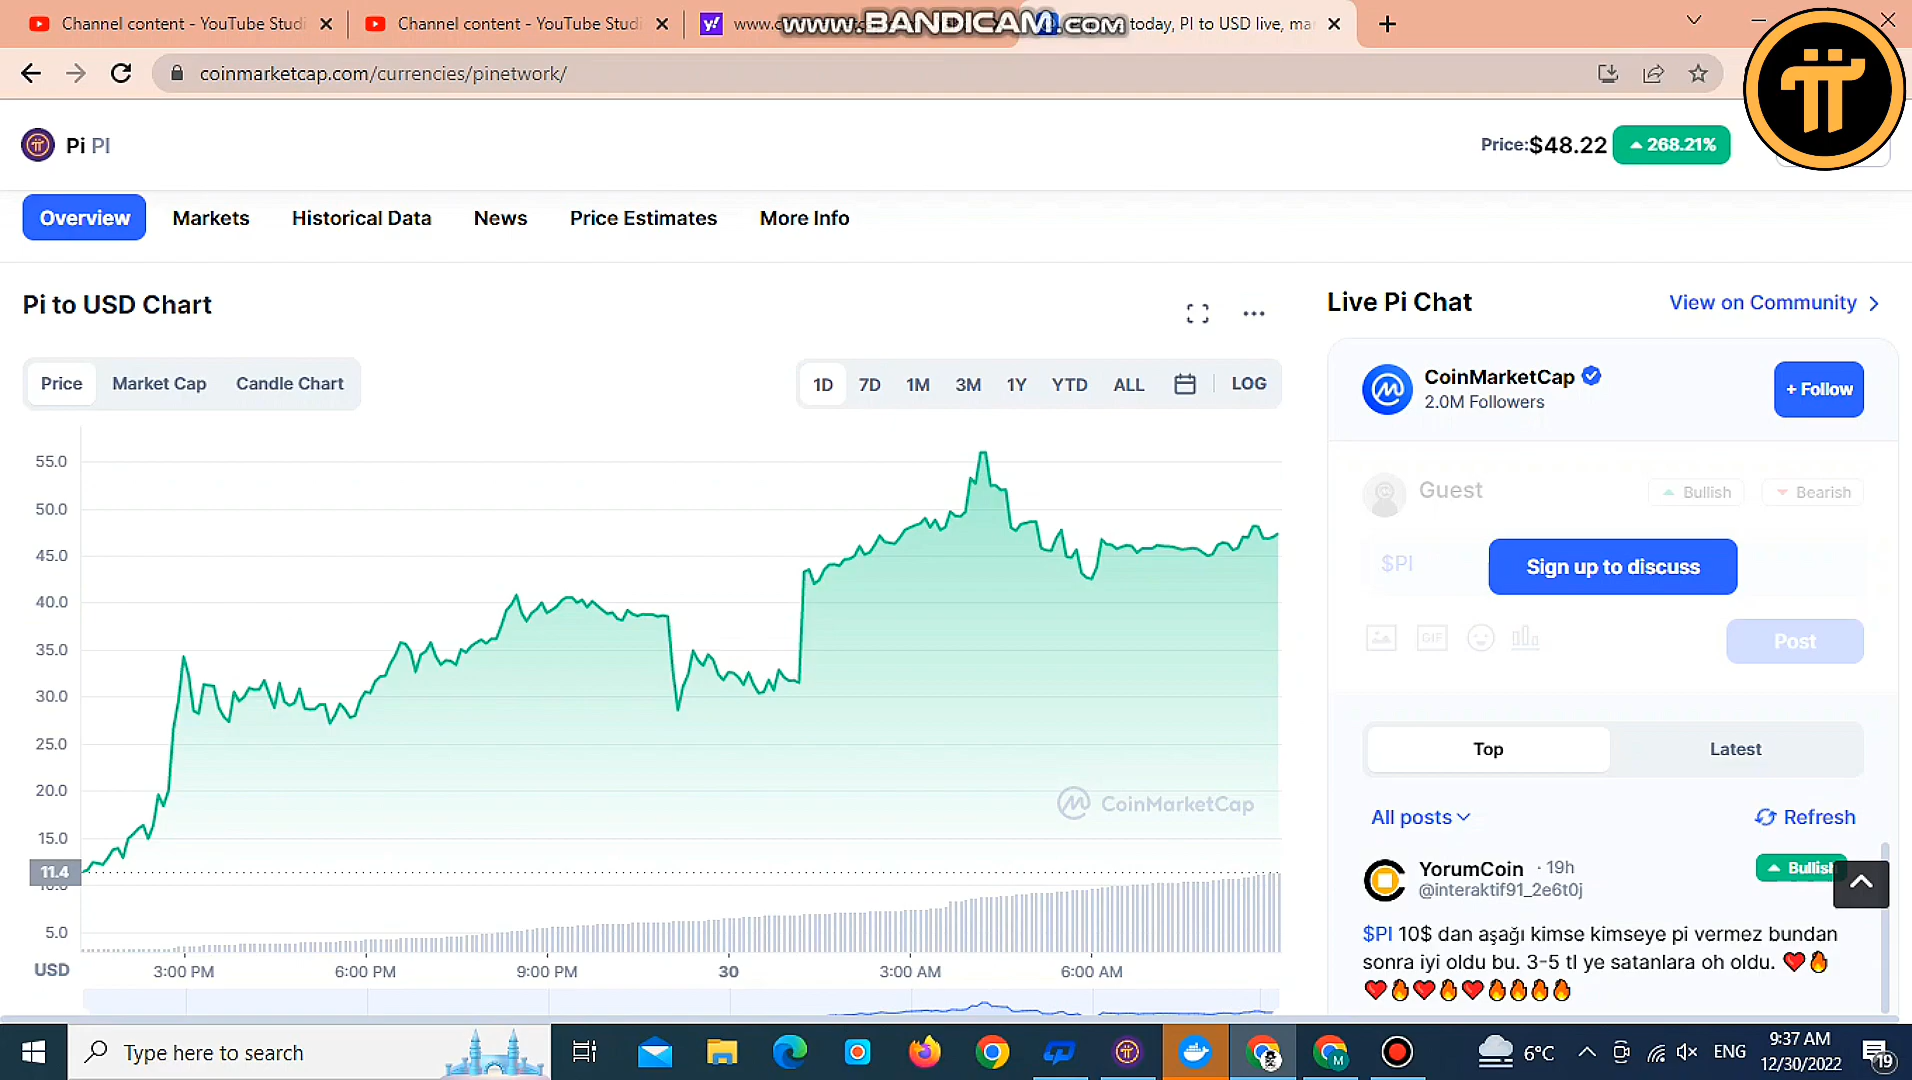 Channel content - YouTube Studi
Channel content - YouTube Studi
www.c
www.BANDICAM.com
today, PI to USD live, ma
coinmarketcap.com/currencies/pinetwork/
Pi PI
Price:$48.22
268.21%
Overview
Markets
Historical Data
News
Price Estimates
More Info
Pi to USD Chart
Price
Market Cap
Candle Chart
1D
7D
1M
3M
1Y
YTD
ALL
LOG
55.0
50.0
45.0
40.0
35.0
30.0
25.0
20.0
15.0
11.4
10.0
5.0
USD
3:00 PM
6:00 PM
9:00 PM
30
3:00 AM
6:00 AM
CoinMarketCap
Live Pi Chat
View on Community
CoinMarketCap
2.0M Followers
+ Follow
Guest
Bullish
Bearish
$PI
Sign up to discuss
GIF
Post
Top
Latest
All posts
Refresh
YorumCoin · 19h
@interaktif91_2e6t0j
Bullish
$PI 10$ dan aşağı kimse kimseye pi vermez bundan
sonra iyi oldu bu. 3-5 tl ye satanlara oh oldu. ❤️🔥
❤️🔥❤️🔥❤️🔥🔥🔥🔥
Type here to search
6°C
ENG
9:37 AM
12/30/2022
19